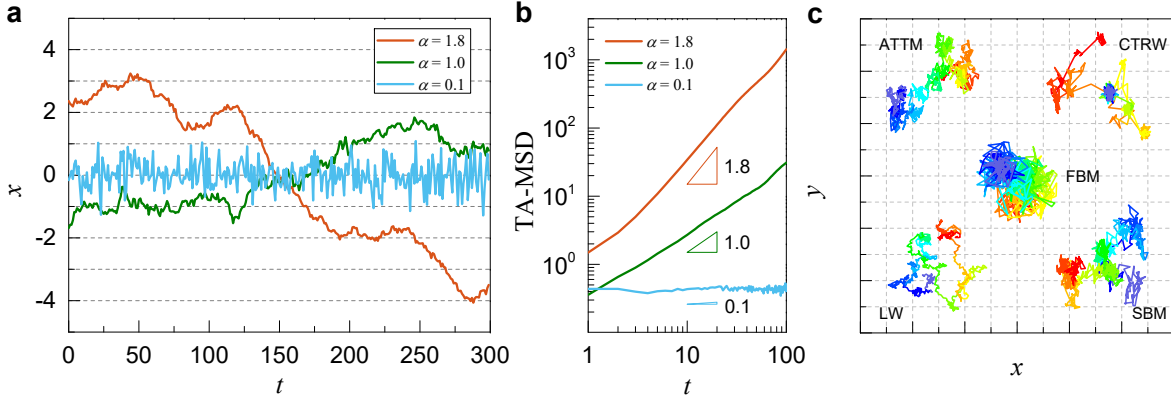 a
4
2
0
-2
-4
x
0
50
100
150
200
250
300
t
α = 1.8
α = 1.0
α = 0.1
b
10³
10²
10¹
10⁰
TA-MSD
1
10
100
t
α = 1.8
α = 1.0
α = 0.1
1.8
1.0
0.1
c
ATTM
CTRW
FBM
LW
SBM
y
x